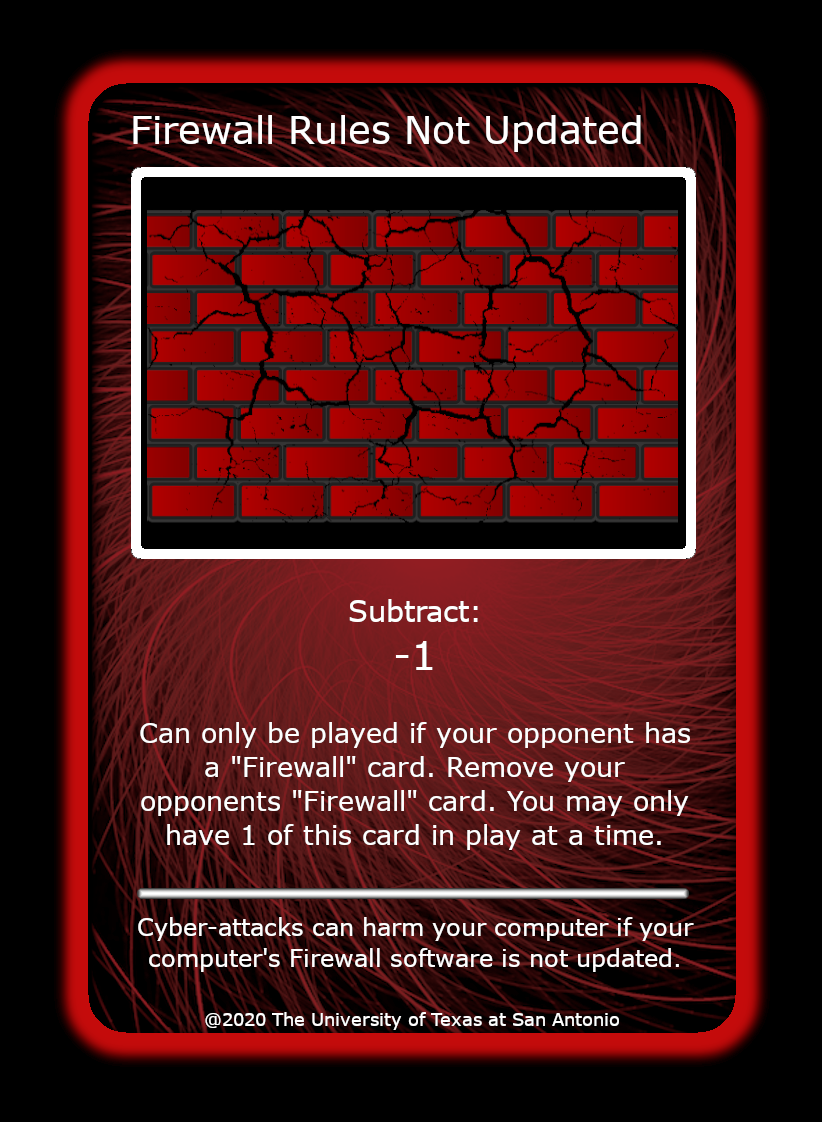 Firewall Rules Not Updated
Subtract:
-1
Can only be played if your opponent has
a "Firewall" card. Remove your
opponents "Firewall" card. You may only
have 1 of this card in play at a time.
Cyber-attacks can harm your computer if your
computer's Firewall software is not updated.
@2020 The University of Texas at San Antonio